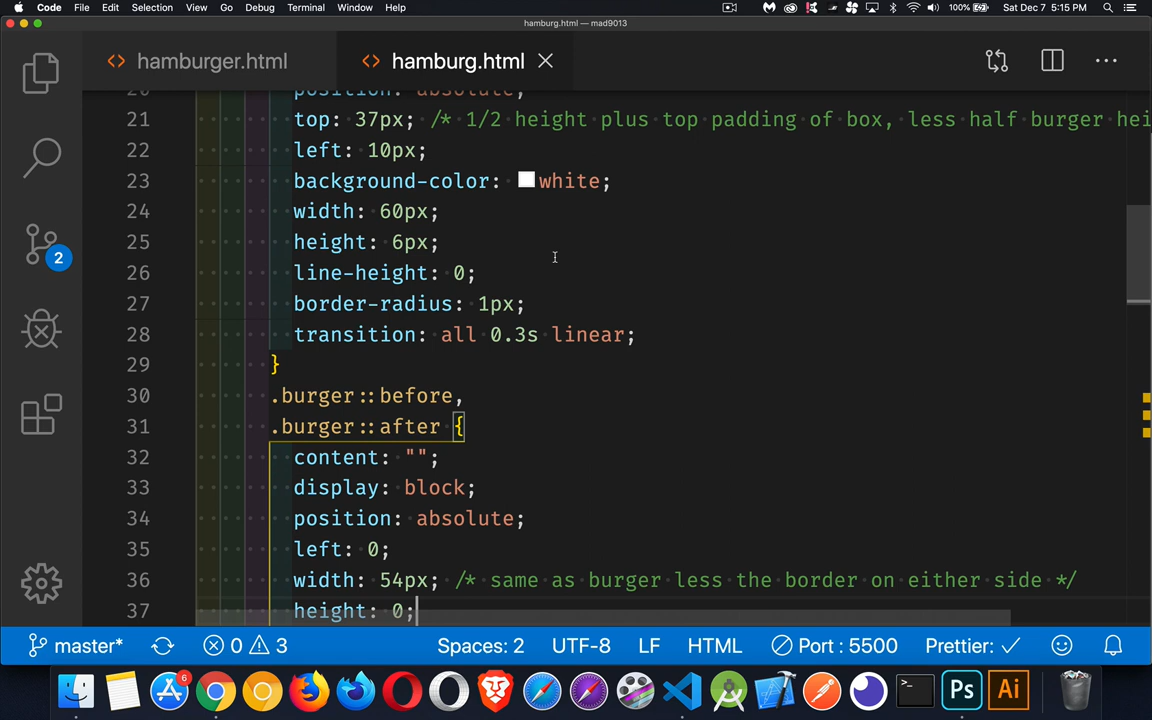 Code File Edit Selection View Go Debug Terminal Window Help 100% Sat Dec 7 5:15 PM
hamburg.html — mad9013
<> hamburger.html <> hamburg.html
20 position: absolute;
21 top: 37px; /* 1/2 height plus top padding of box, less half burger hei
22 left: 10px;
23 background-color: white;
24 width: 60px;
25 height: 6px;
26 line-height: 0;
27 border-radius: 1px;
28 transition: all 0.3s linear;
29 }
30 .burger::before,
31 .burger::after {
32 content: "";
33 display: block;
34 position: absolute;
35 left: 0;
36 width: 54px; /* same as burger less the border on either side */
37 height: 0;
2
master* 0 3 Spaces: 2 UTF-8 LF HTML Port : 5500 Prettier: ✓
6 >_ Ps Ai